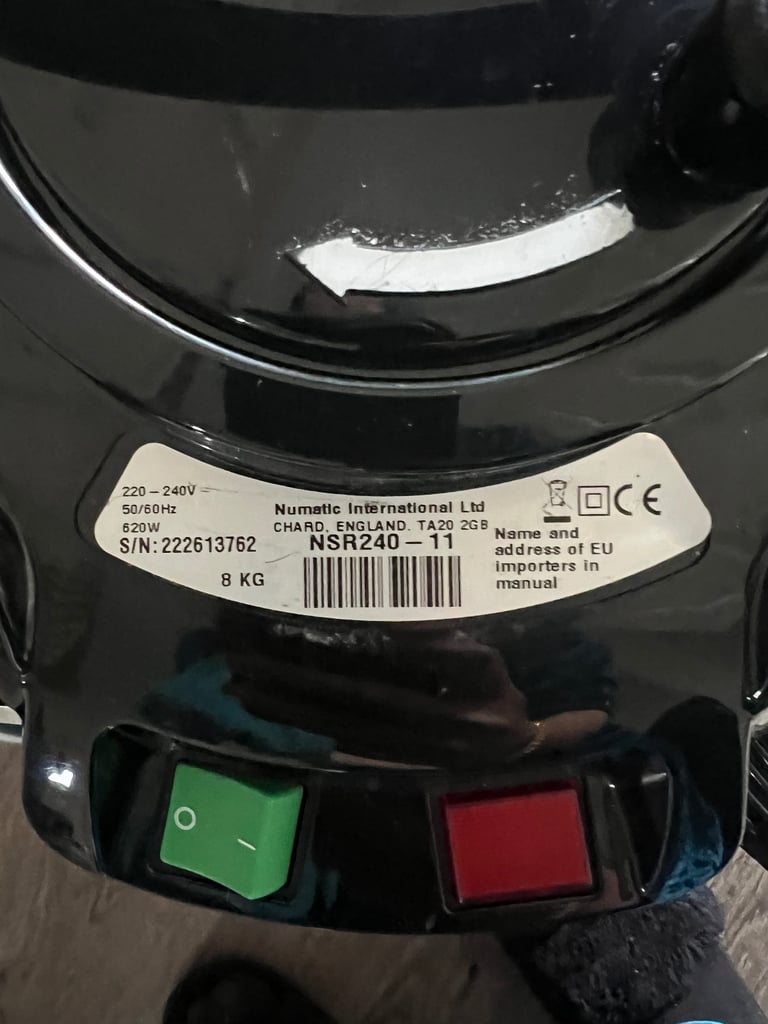 220 – 240V
50/60Hz
620W
S/N: 222613762
8 KG
Numatic International Ltd
CHARD, ENGLAND. TA20 2GB
NSR240 – 11
CE
Name and
address of EU
importers in
manual